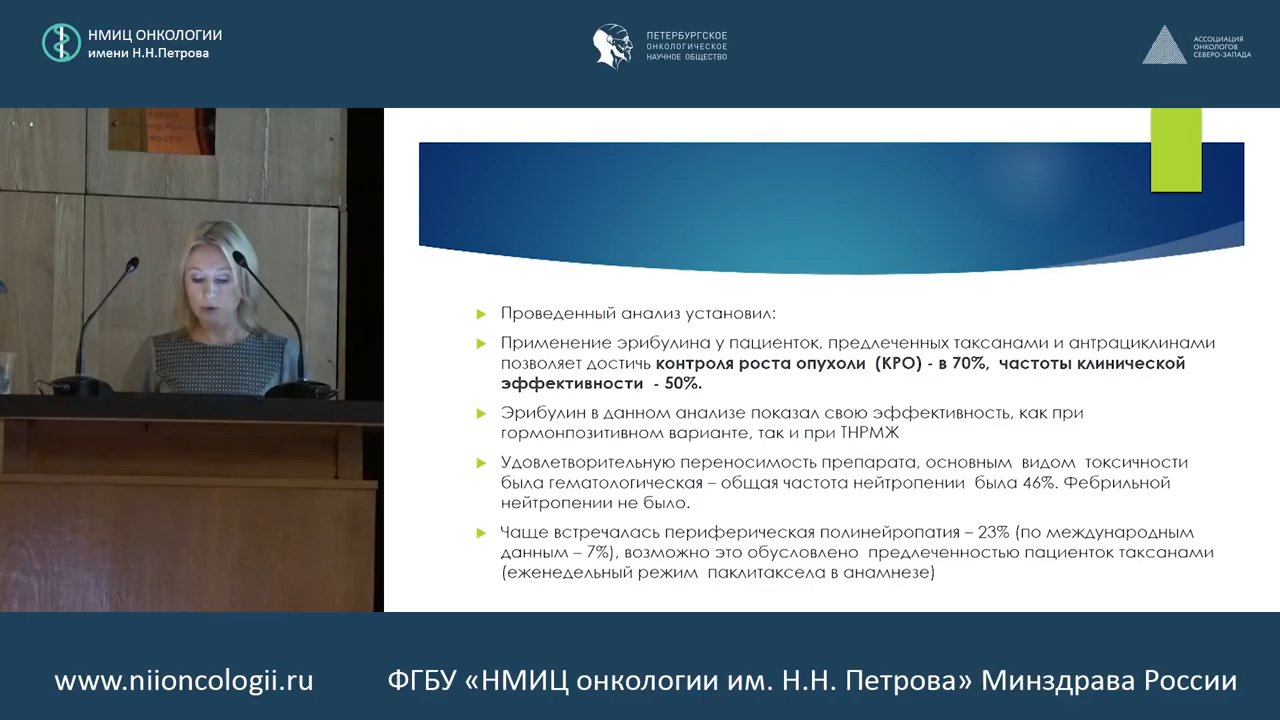 НМИЦ ОНКОЛОГИИ
имени Н.Н.Петрова
ПЕТЕРБУРГСКОЕ
ОНКОЛОГИЧЕСКОЕ
НАУЧНОЕ ОБЩЕСТВО
АССОЦИАЦИЯ
ОНКОЛОГОВ
СЕВЕРО-ЗАПАДА
Проведенный анализ установил:
Применение эрибулина у пациенток, предлеченных таксанами и антрациклинами
позволяет достичь контроля роста опухоли (КРО) - в 70%, частоты клинической
эффективности - 50%.
Эрибулин в данном анализе показал свою эффективность, как при
гормонпозитивном варианте, так и при ТНРМЖ
Удовлетворительную переносимость препарата, основным видом токсичности
была гематологическая – общая частота нейтропении была 46%. Фебрильной
нейтропении не было.
Чаще встречалась периферическая полинейропатия – 23% (по международным
данным – 7%), возможно это обусловлено предлеченностью пациенток таксанами
(еженедельный режим паклитаксела в анамнезе)
www.niioncologii.ru
ФГБУ «НМИЦ онкологии им. Н.Н. Петрова» Минздрава России